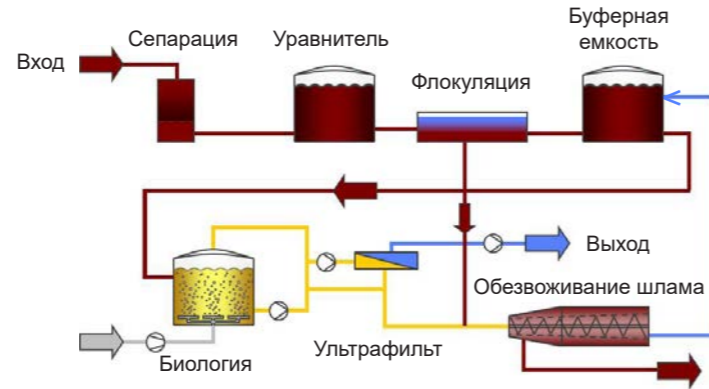 Сепарация
Уравнитель
Буферная
емкость
Вход
Флокуляция
Выход
Обезвоживание шлама
Биология
Ультрафильт